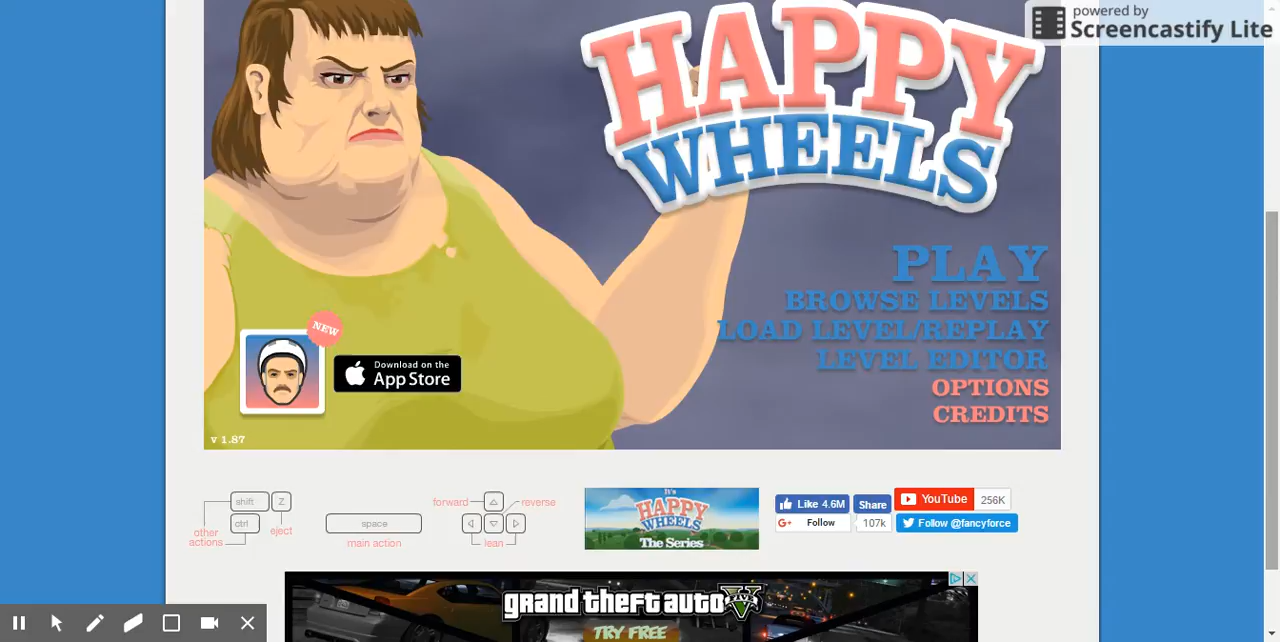 powered by
Screencastify Lite
HAPPY
WHEELS
PLAY
BROWSE LEVELS
LOAD LEVEL/REPLAY
LEVEL EDITOR
OPTIONS
CREDITS
NEW
Download on the
App Store
v 1.87
shift Z
ctrl
other
actions
eject
space
main action
forward
reverse
lean
It's
HAPPY
WHEELS
The Series
Like 4.6M
Share
YouTube 256K
G+ Follow
107k
Follow @fancyforce
grand theft auto V
TRY FREE